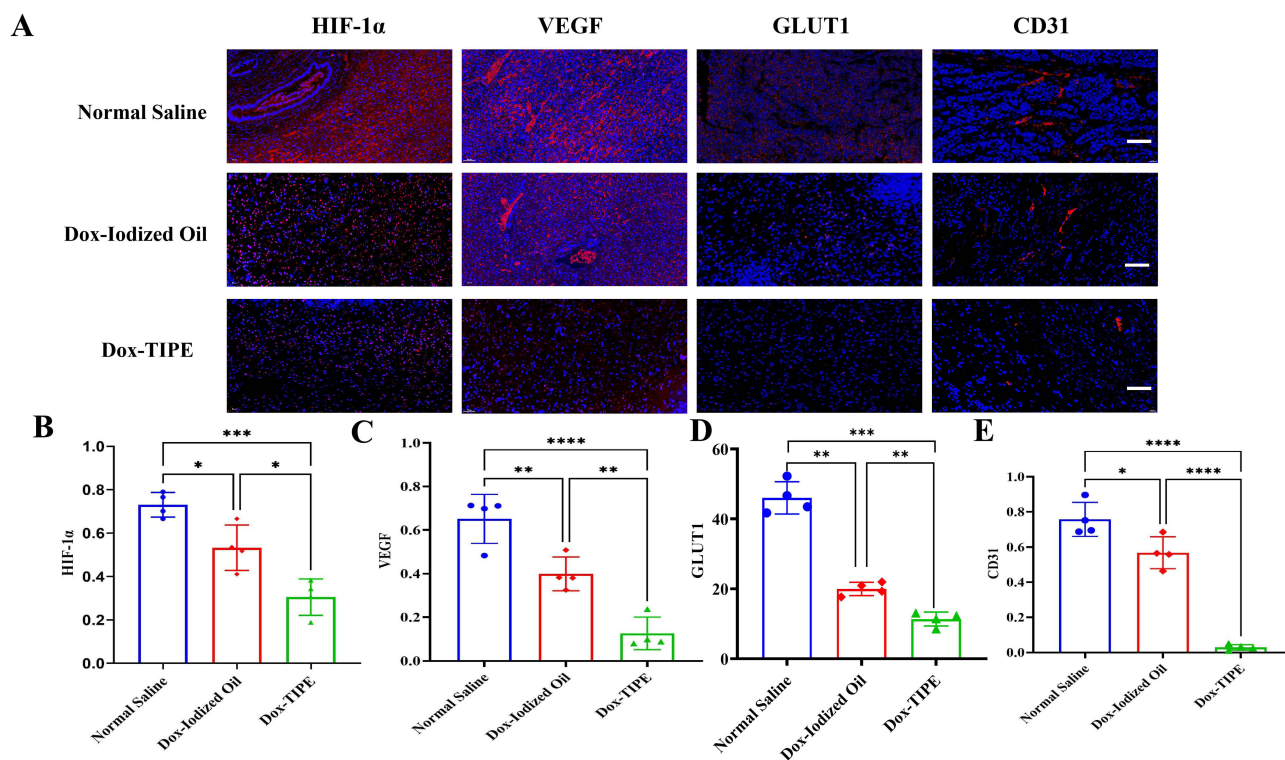 A
HIF-1α VEGF GLUT1 CD31
Normal Saline
Dox-Iodized Oil
Dox-TIPE
B
HIF-1α
1.0
0.8
0.6
0.4
0.2
0.0
***
* *
Normal Saline
Dox-Iodized Oil
Dox-TIPE
C
VEGF
1.0
0.8
0.6
0.4
0.2
0.0
****
** **
Normal Saline
Dox-Iodized Oil
Dox-TIPE
D
GLUT1
60
40
20
0
***
** **
Normal Saline
Dox-Iodized Oil
Dox-TIPE
E
CD31
1.0
0.8
0.6
0.4
0.2
0.0
****
* ****
Normal Saline
Dox-Iodized Oil
Dox-TIPE